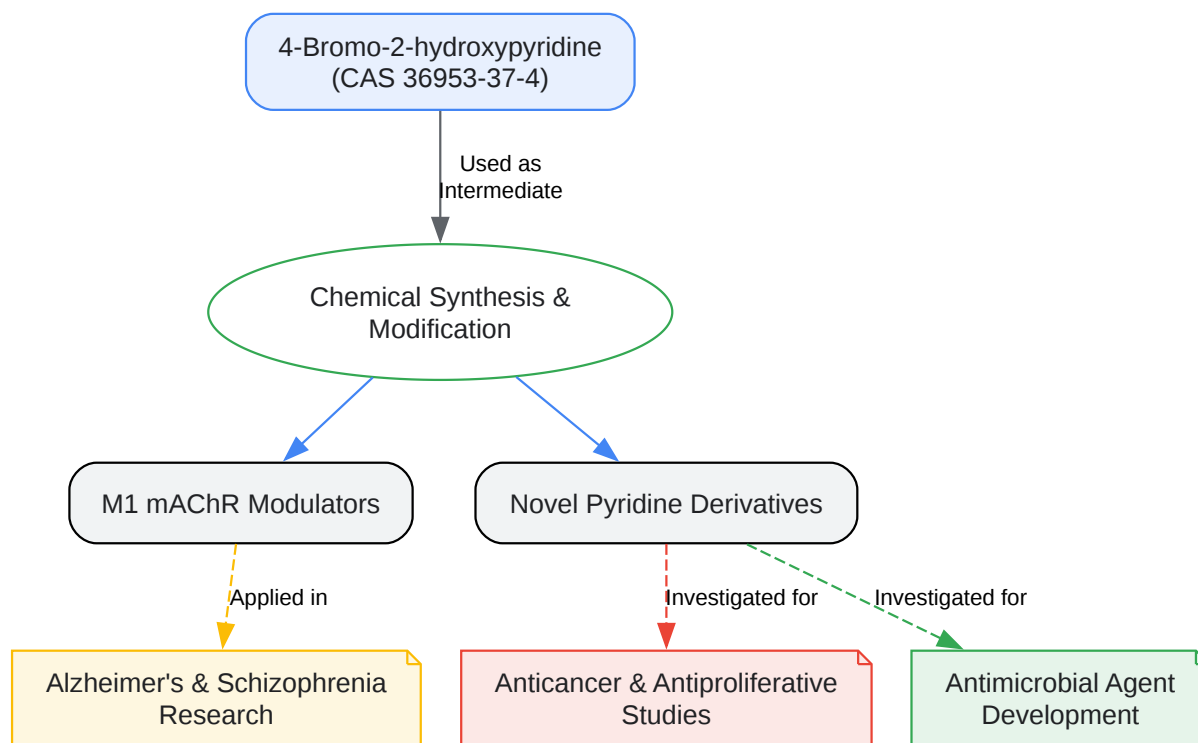 4-Bromo-2-hydroxypyridine
(CAS 36953-37-4)
Used as
Intermediate
Chemical Synthesis &
Modification
M1 mAChR Modulators
Novel Pyridine Derivatives
Applied in
Investigated for
Investigated for
Alzheimer's & Schizophrenia
Research
Anticancer & Antiproliferative
Studies
Antimicrobial Agent
Development